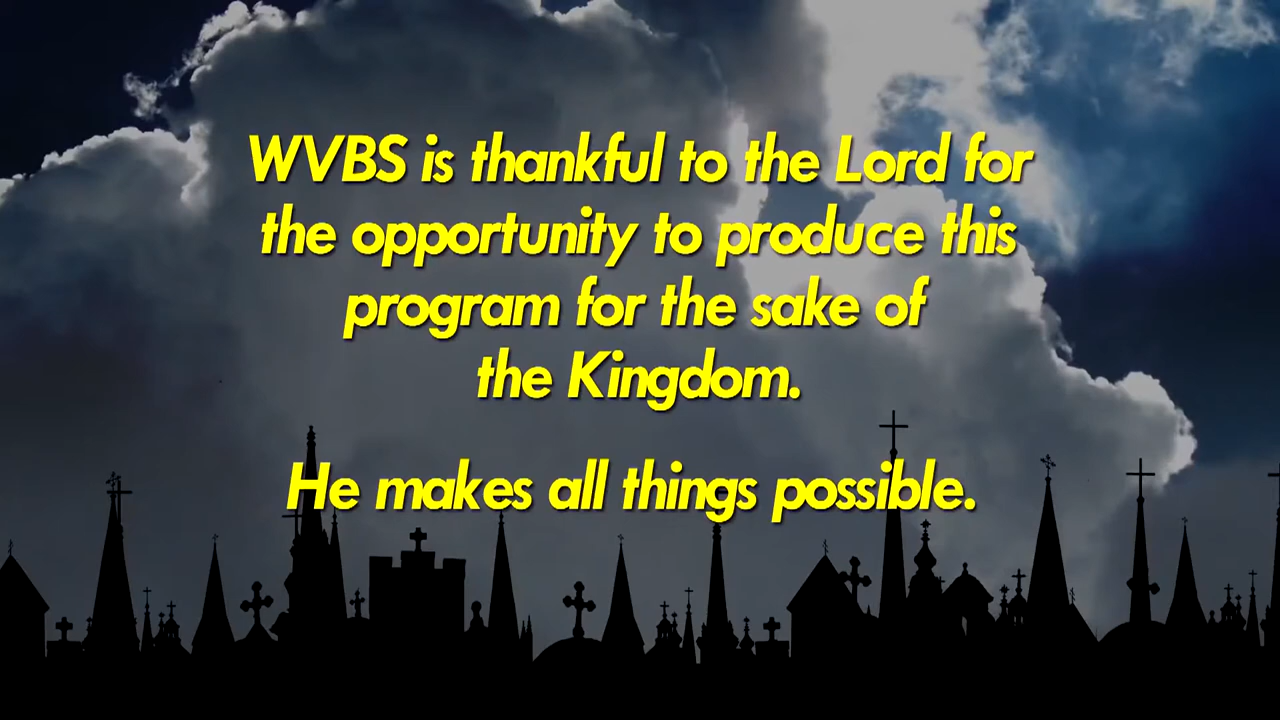 WVBS is thankful to the Lord for
the opportunity to produce this
program for the sake of
the Kingdom.
He makes all things possible.